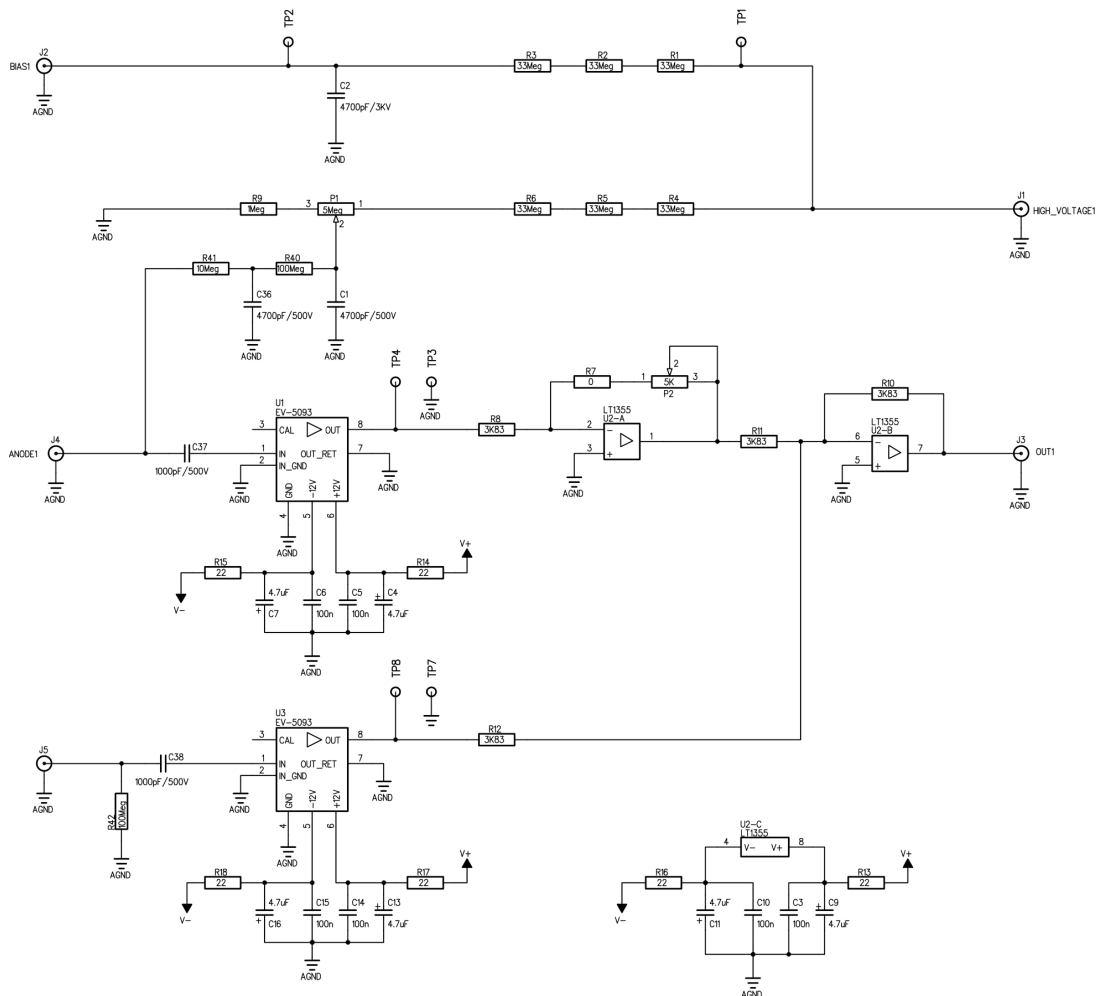 TP2
TP1
J2
BIAS1
AGND
R3
33Meg
R2
33Meg
R1
33Meg
C2
4700pF/3KV
AGND
R9
1Meg
3
P1
5Meg
1
2
R6
33Meg
R5
33Meg
R4
33Meg
J1
HIGH_VOLTAGE1
AGND
AGND
R41
10Meg
R40
100Meg
C36
4700pF/500V
AGND
C1
4700pF/500V
AGND
TP4
TP3
AGND
R7
0
1
2
5K
3
P2
R10
3K83
U1
EV-5093
3
CAL
OUT
8
1
IN
OUT_RET
7
2
IN_GND
GND
-12V
+12V
4
5
6
AGND
AGND
AGND
J4
ANODE1
AGND
C37
1000pF/500V
R8
3K83
LT1355
U2-A
2
-
3
+
1
AGND
R11
3K83
LT1355
U2-B
6
-
5
+
7
AGND
J3
OUT1
AGND
R15
22
V-
4.7uF
+
C7
C6
100n
C5
100n
+
C4
4.7uF
R14
22
V+
AGND
TP8
TP7
AGND
U3
EV-5093
3
CAL
OUT
8
1
IN
OUT_RET
7
2
IN_GND
GND
-12V
+12V
4
5
6
AGND
AGND
AGND
R12
3K83
J5
AGND
C38
1000pF/500V
R42
100Meg
AGND
R18
22
V-
4.7uF
+
C16
C15
100n
C14
100n
+
C13
4.7uF
R17
22
V+
AGND
U2-C
LT1355
4
V-
V+
8
R16
22
V-
4.7uF
+
C11
C10
100n
C3
100n
+
C9
4.7uF
R13
22
V+
AGND